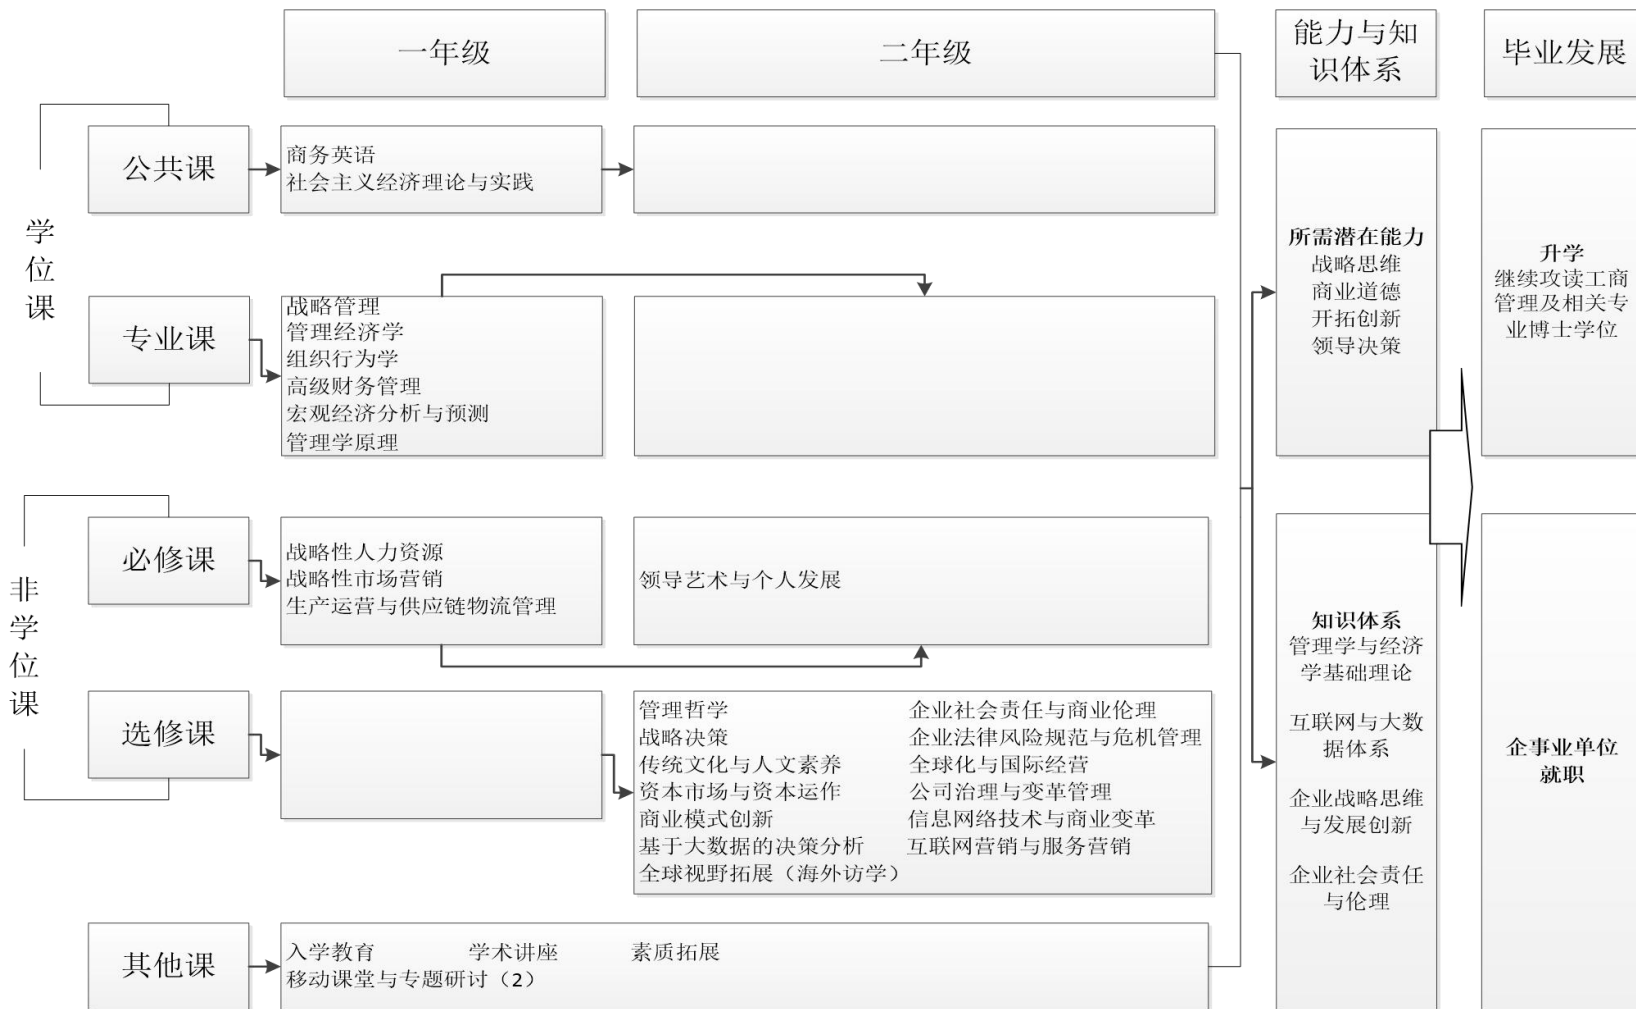 一年级
二年级
能力与知
识体系
毕业发展
学
位
课
公共课
商务英语
社会主义经济理论与实践
专业课
战略管理
管理经济学
组织行为学
高级财务管理
宏观经济分析与预测
管理学原理
非
学
位
课
必修课
战略性人力资源
战略性市场营销
生产运营与供应链物流管理
领导艺术与个人发展
选修课
管理哲学
战略决策
传统文化与人文素养
资本市场与资本运作
商业模式创新
基于大数据的决策分析
全球视野拓展（海外访学）
企业社会责任与商业伦理
企业法律风险规范与危机管理
全球化与国际经营
公司治理与变革管理
信息网络技术与商业变革
互联网营销与服务营销
其他课
入学教育 学术讲座 素质拓展
移动课堂与专题研讨（2）
所需潜在能力
战略思维
商业道德
开拓创新
领导决策
知识体系
管理学与经济
学基础理论
互联网与大数
据体系
企业战略思维
与发展创新
企业社会责任
与伦理
升学
继续攻读工商
管理及相关专
业博士学位
企事业单位
就职